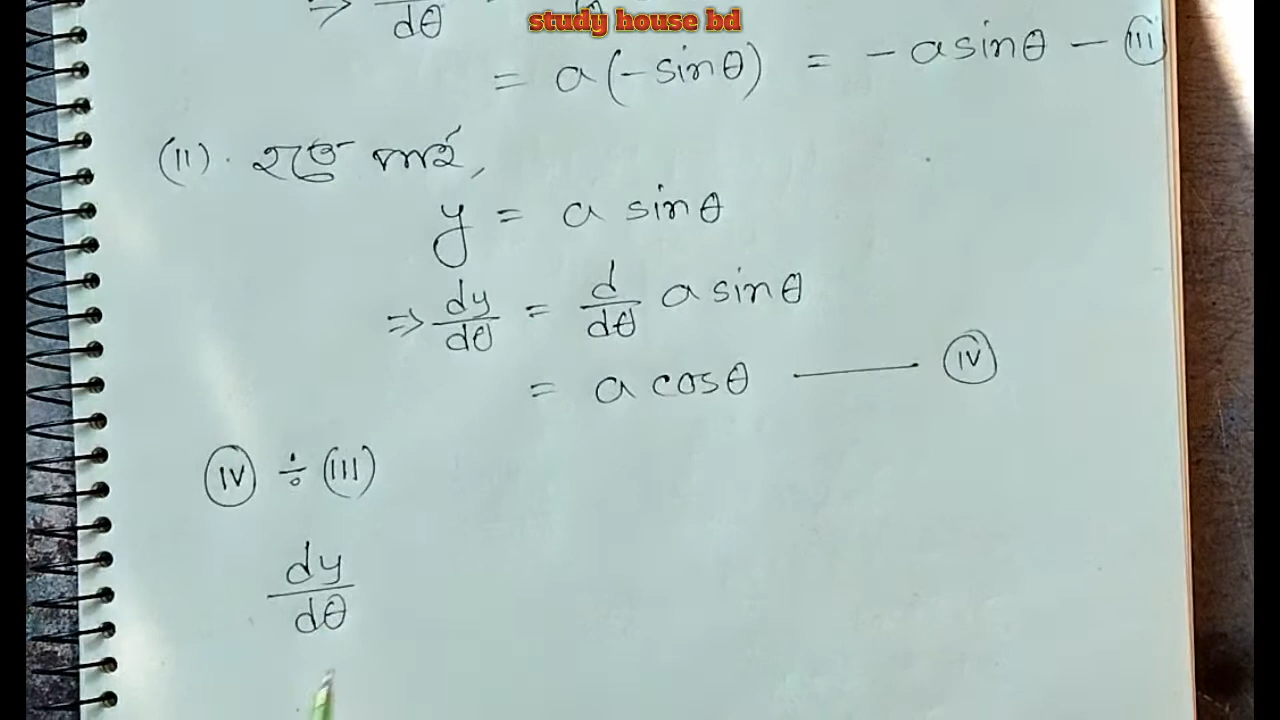 ⇒ dθ
study house bd
= a(-sinθ) = -asinθ — (III)
(II). হতে পাই,
y = a sinθ
⇒ dy/dθ = d/dθ a sinθ
= a cosθ —— (IV)
(IV) ÷ (III)
dy/dθ